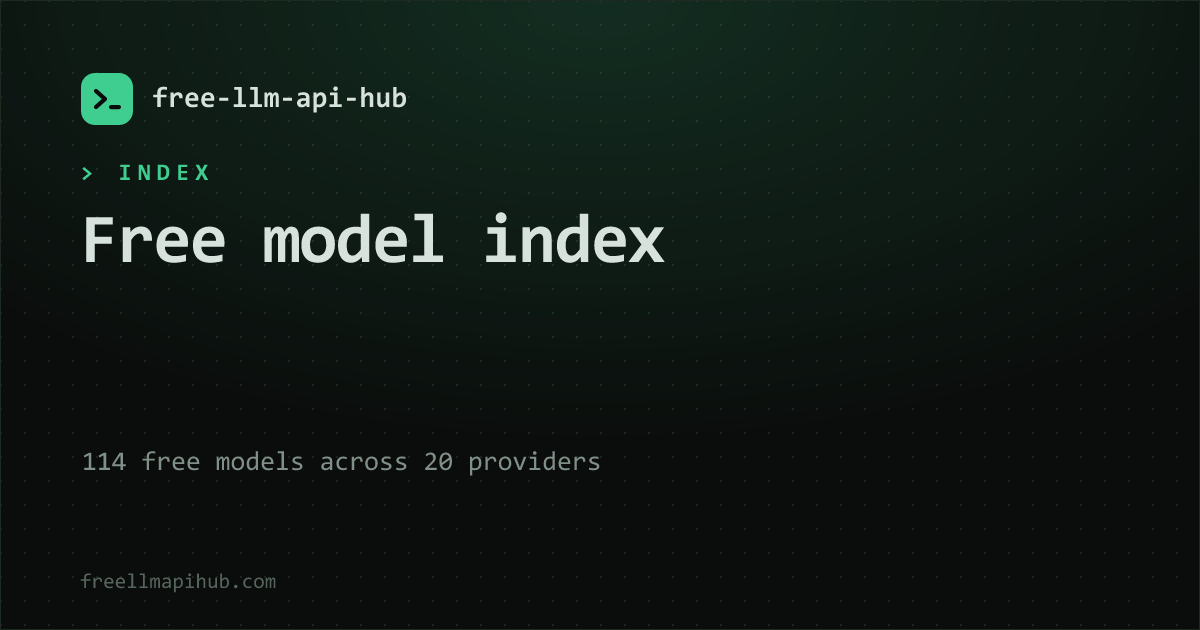 free-llm-api-hub
> INDEX
Free model index
114 free models across 20 providers
freellmapihub.com